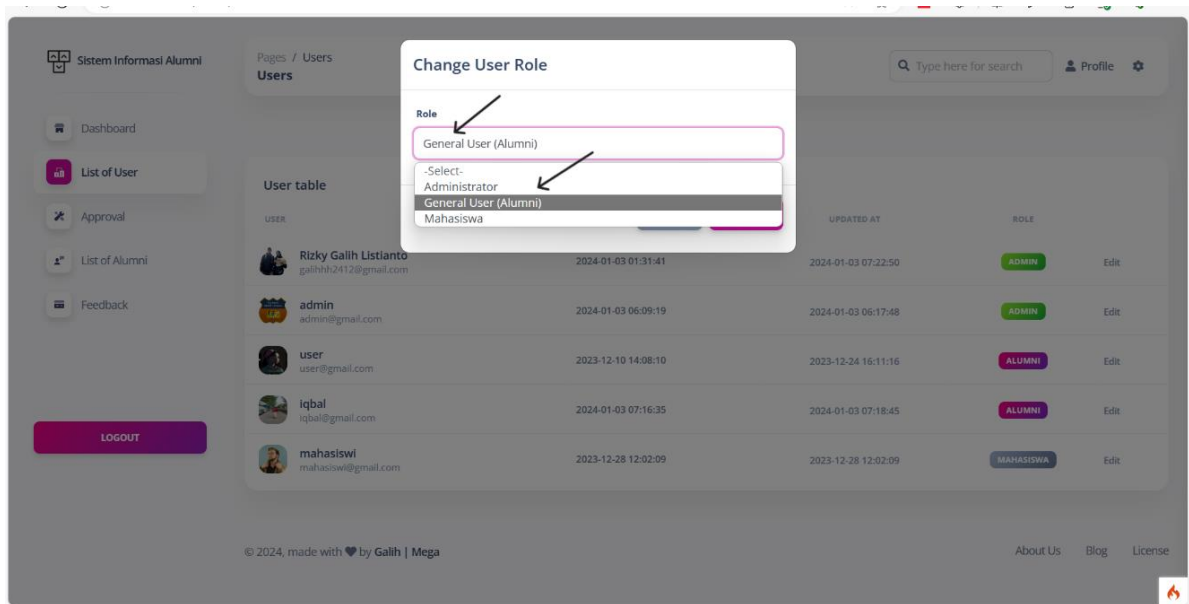 Sistem Informasi Alumni
Dashboard
List of User
Approval
List of Alumni
Feedback
LOGOUT
Pages / Users
Users
Type here for search
Profile
Change User Role
Role
General User (Alumni)
-Select-
Administrator
General User (Alumni)
Mahasiswa
User table
USER UPDATED AT ROLE
Rizky Galih Listianto
galihhh2412@gmail.com 2024-01-03 01:31:41 2024-01-03 07:22:50 ADMIN Edit
admin
admin@gmail.com 2024-01-03 06:09:19 2024-01-03 06:17:48 ADMIN Edit
user
user@gmail.com 2023-12-10 14:08:10 2023-12-24 16:11:16 ALUMNI Edit
iqbal
iqbal@gmail.com 2024-01-03 07:16:35 2024-01-03 07:18:45 ALUMNI Edit
mahasiswi
mahasiswi@gmail.com 2023-12-28 12:02:09 2023-12-28 12:02:09 MAHASISWA Edit
© 2024, made with ♥ by Galih | Mega About Us Blog License